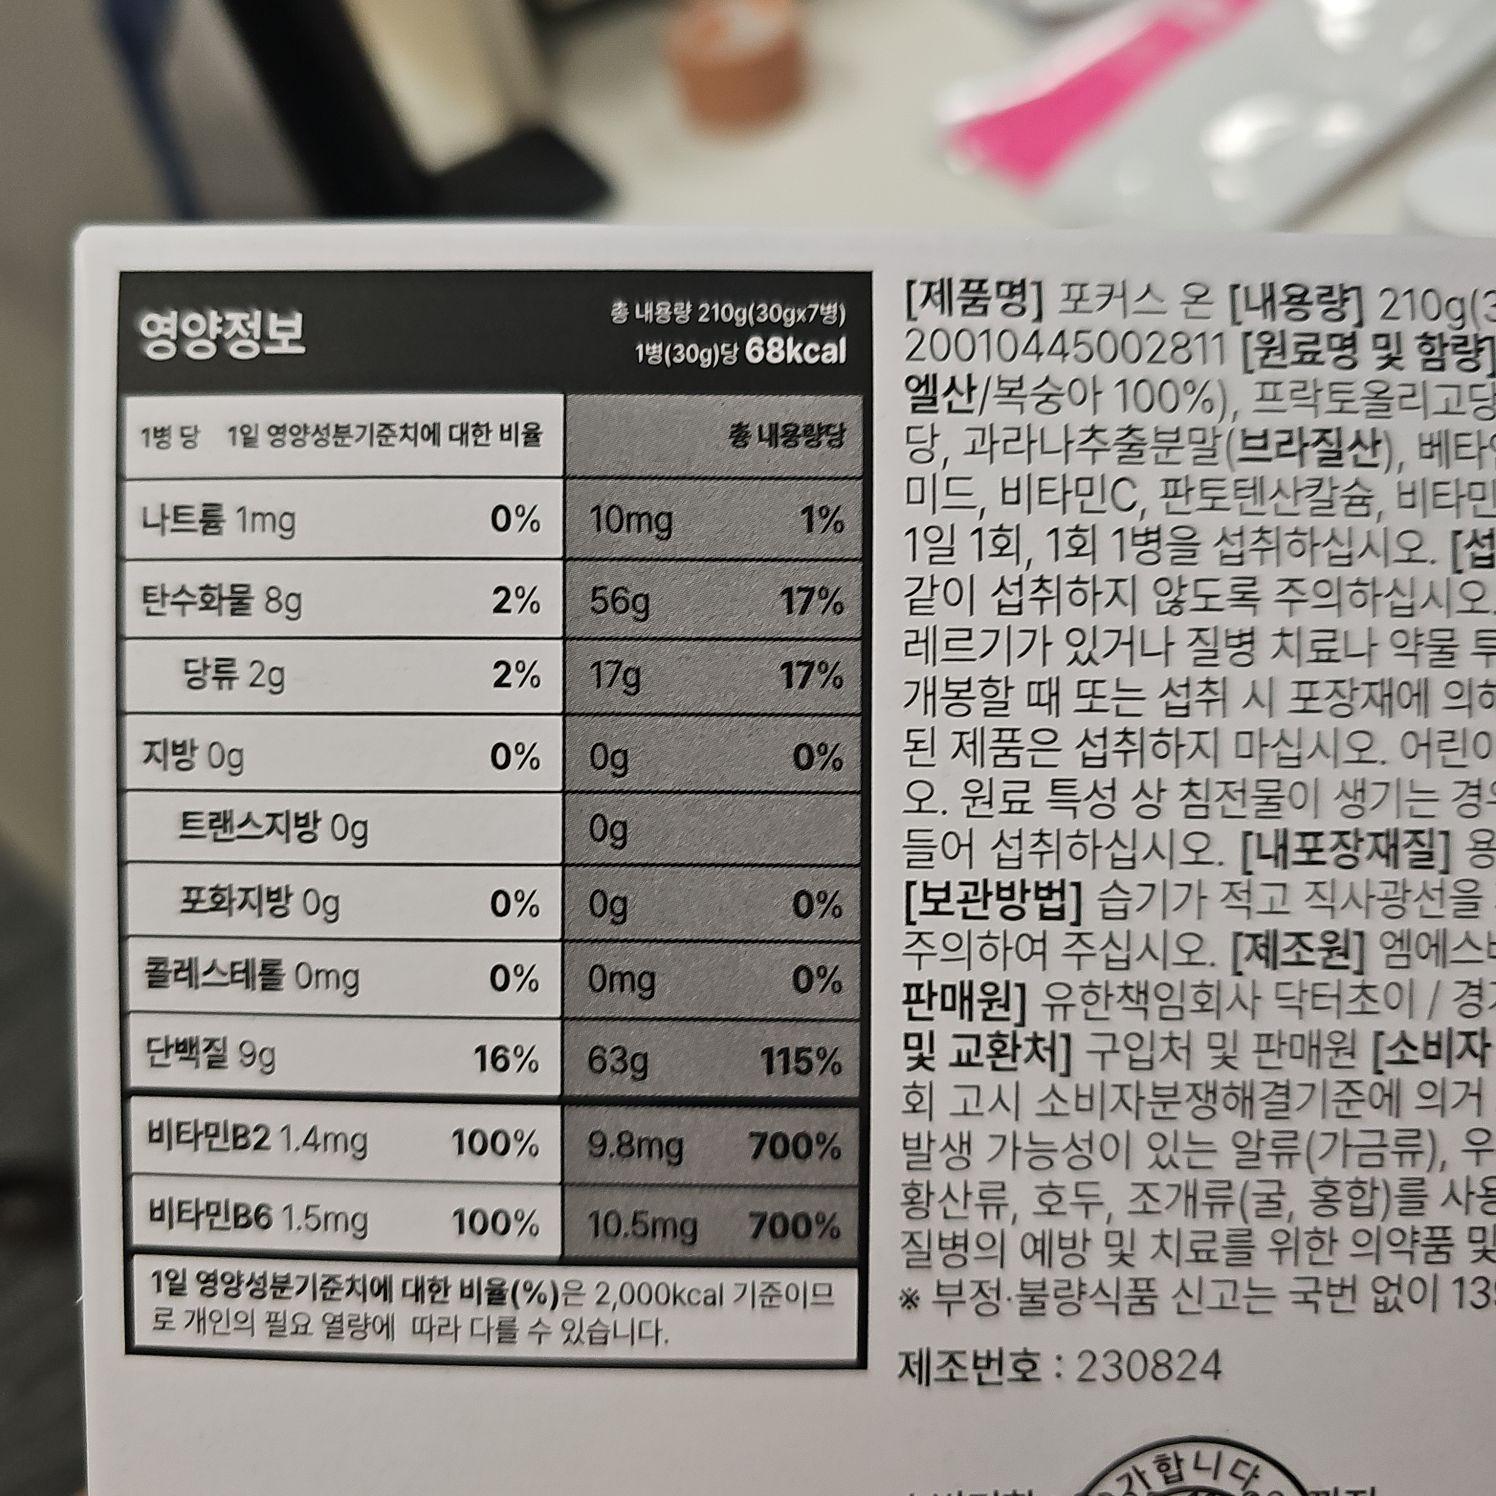 영양정보
총 내용량 210g(30gx7병)
1병(30g)당 68kcal
1병 당 1일 영양성분기준치에 대한 비율 총 내용량당
나트륨 1mg 0% 10mg 1%
탄수화물 8g 2% 56g 17%
당류 2g 2% 17g 17%
지방 0g 0% 0g 0%
트랜스지방 0g 0g
포화지방 0g 0% 0g 0%
콜레스테롤 0mg 0% 0mg 0%
단백질 9g 16% 63g 115%
비타민B2 1.4mg 100% 9.8mg 700%
비타민B6 1.5mg 100% 10.5mg 700%
1일 영양성분기준치에 대한 비율(%)은 2,000kcal 기준이므
로 개인의 필요 열량에 따라 다를 수 있습니다.
[제품명] 포커스 온 [내용량] 210g(3
20010445002811 [원료명 및 함량]
엘산/복숭아 100%), 프락토올리고당
당, 과라나추출분말(브라질산), 베타인
미드, 비타민C, 판토텐산칼슘, 비타민
1일 1회, 1회 1병을 섭취하십시오. [섭
같이 섭취하지 않도록 주의하십시오.
레르기가 있거나 질병 치료나 약물 투
개봉할 때 또는 섭취 시 포장재에 의해
된 제품은 섭취하지 마십시오. 어린이
오. 원료 특성 상 침전물이 생기는 경우
들어 섭취하십시오. [내포장재질] 용
[보관방법] 습기가 적고 직사광선을
주의하여 주십시오. [제조원] 엠에스바
판매원] 유한책임회사 닥터초이 / 경기
및 교환처] 구입처 및 판매원 [소비자
회 고시 소비자분쟁해결기준에 의거
발생 가능성이 있는 알류(가금류), 우
황산류, 호두, 조개류(굴, 홍합)를 사용
질병의 예방 및 치료를 위한 의약품 및
※ 부정·불량식품 신고는 국번 없이 139
제조번호 : 230824
가합니다